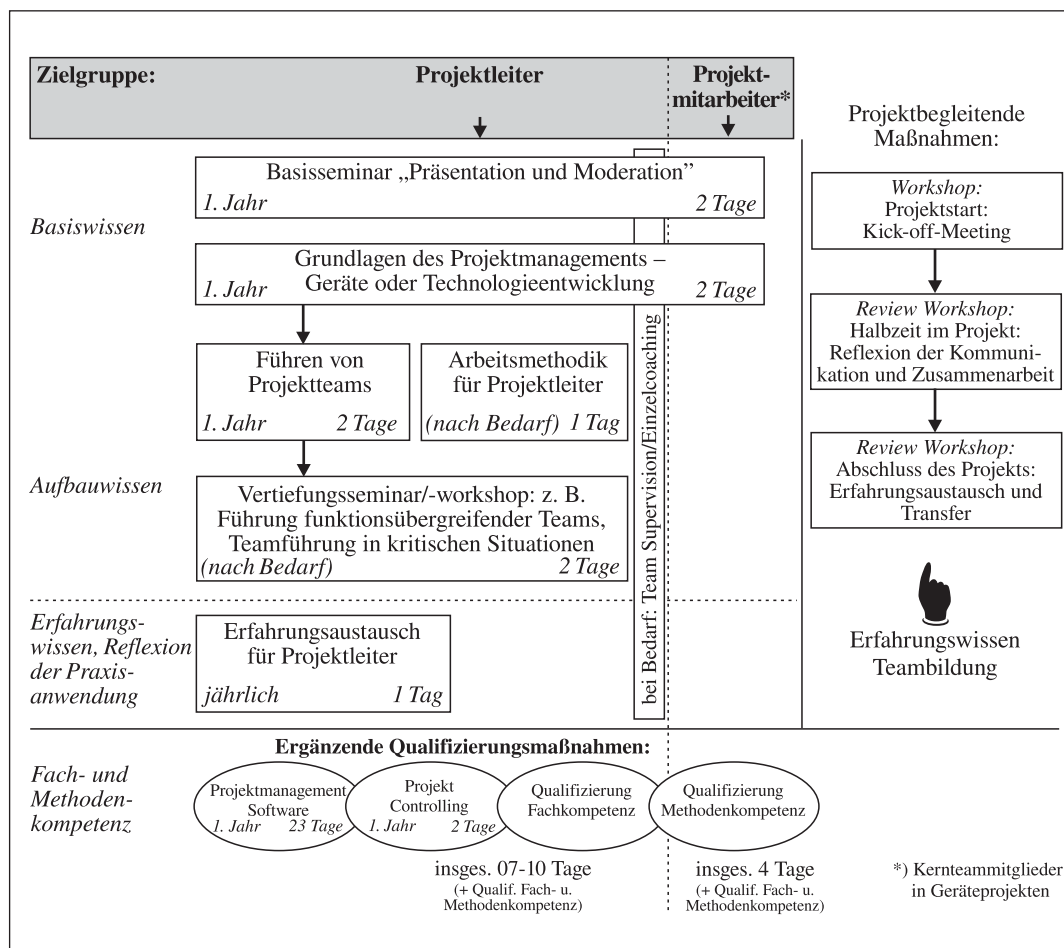 Zielgruppe:
Projektleiter
Projekt-
mitarbeiter*
Basiswissen
Basisseminar „Präsentation und Moderation”
1. Jahr 2 Tage
Grundlagen des Projektmanagements –
Geräte oder Technologieentwicklung
1. Jahr 2 Tage
Führen von
Projektteams
1. Jahr 2 Tage
Arbeitsmethodik
für Projektleiter
(nach Bedarf) 1 Tag
Aufbauwissen
Vertiefungsseminar/-workshop: z. B.
Führung funktionsübergreifender Teams,
Teamführung in kritischen Situationen
(nach Bedarf) 2 Tage
bei Bedarf: Team Supervision/Einzelcoaching
Erfahrungs-
wissen, Reflexion
der Praxis-
anwendung
Erfahrungsaustausch
für Projektleiter
jährlich 1 Tag
Projektbegleitende
Maßnahmen:
Workshop:
Projektstart:
Kick-off-Meeting
Review Workshop:
Halbzeit im Projekt:
Reflexion der Kommuni-
kation und Zusammenarbeit
Review Workshop:
Abschluss des Projekts:
Erfahrungsaustausch und
Transfer
Erfahrungswissen
Teambildung
Ergänzende Qualifizierungsmaßnahmen:
Fach- und
Methoden-
kompetenz
Projektmanagement
Software
1. Jahr 23 Tage
Projekt
Controlling
1. Jahr 2 Tage
Qualifizierung
Fachkompetenz
Qualifizierung
Methodenkompetenz
insges. 07-10 Tage
(+ Qualif. Fach- u.
Methodenkompetenz)
insges. 4 Tage
(+ Qualif. Fach- u.
Methodenkompetenz)
*) Kernteammitglieder
in Geräteprojekten